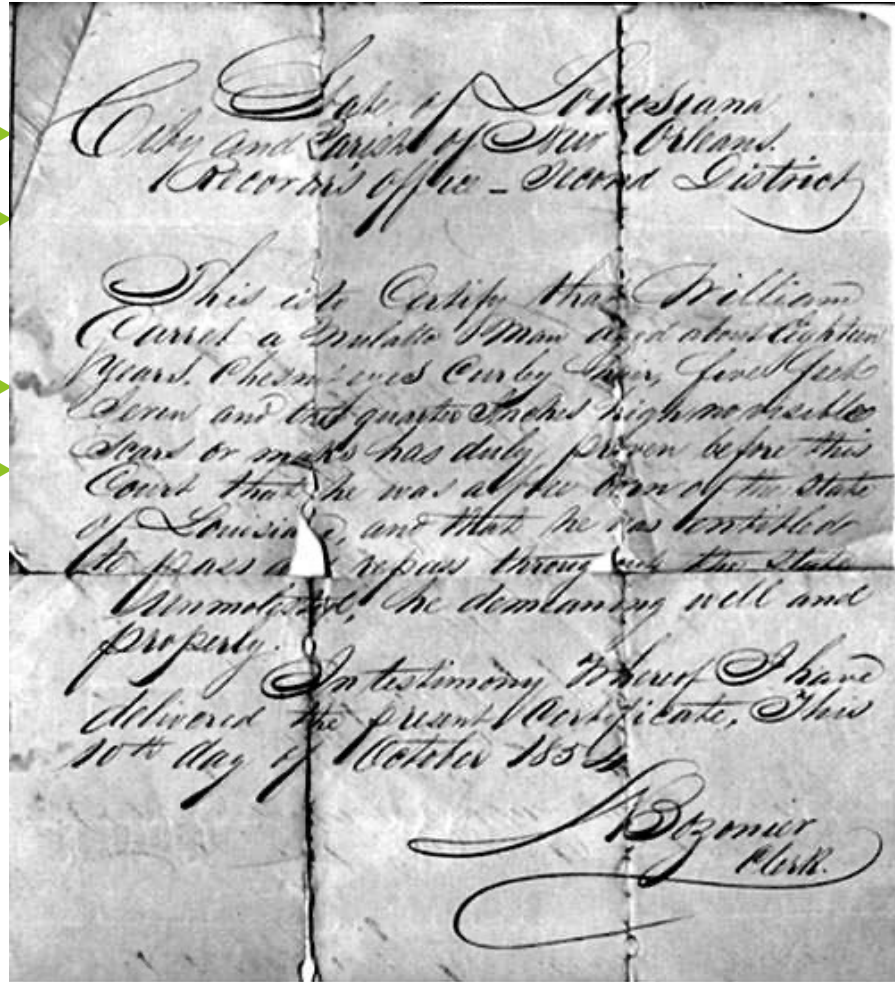 State of Louisiana
City and Parish of New Orleans.
Recorder's office - Second District
This is to Certify that William
Carrel a Mulatto Man aged about Eighteen
Years. Chesnut eyes Curby hair, five feet
Seven and quarter Inches high no visible
Scars or marks has duly proven before this
Court that he was a free born of the State
of Louisiana, and that he was entitled
to pass and repass throughout the State
Unmolested, he demeaning well and
properly.
In testimony Whereof I have
delivered the present Certificate, This
10th day of October 185
Bozonier
Clerk.